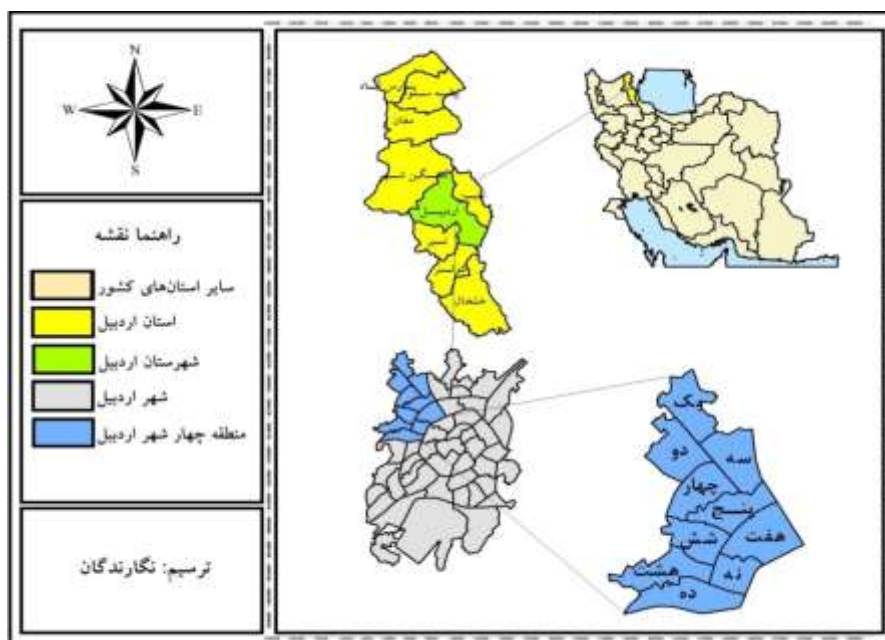 N
W E
S
راهنما نقشه
سایر استان‌های کشور
استان اردبیل
شهرستان اردبیل
شهر اردبیل
منطقه چهار شهر اردبیل
ترسیم: نگارندگان
مغان
اردبیل
خلخال
یک
دو
سه
چهار
پنج
شش
هفت
هشت
نه
ده